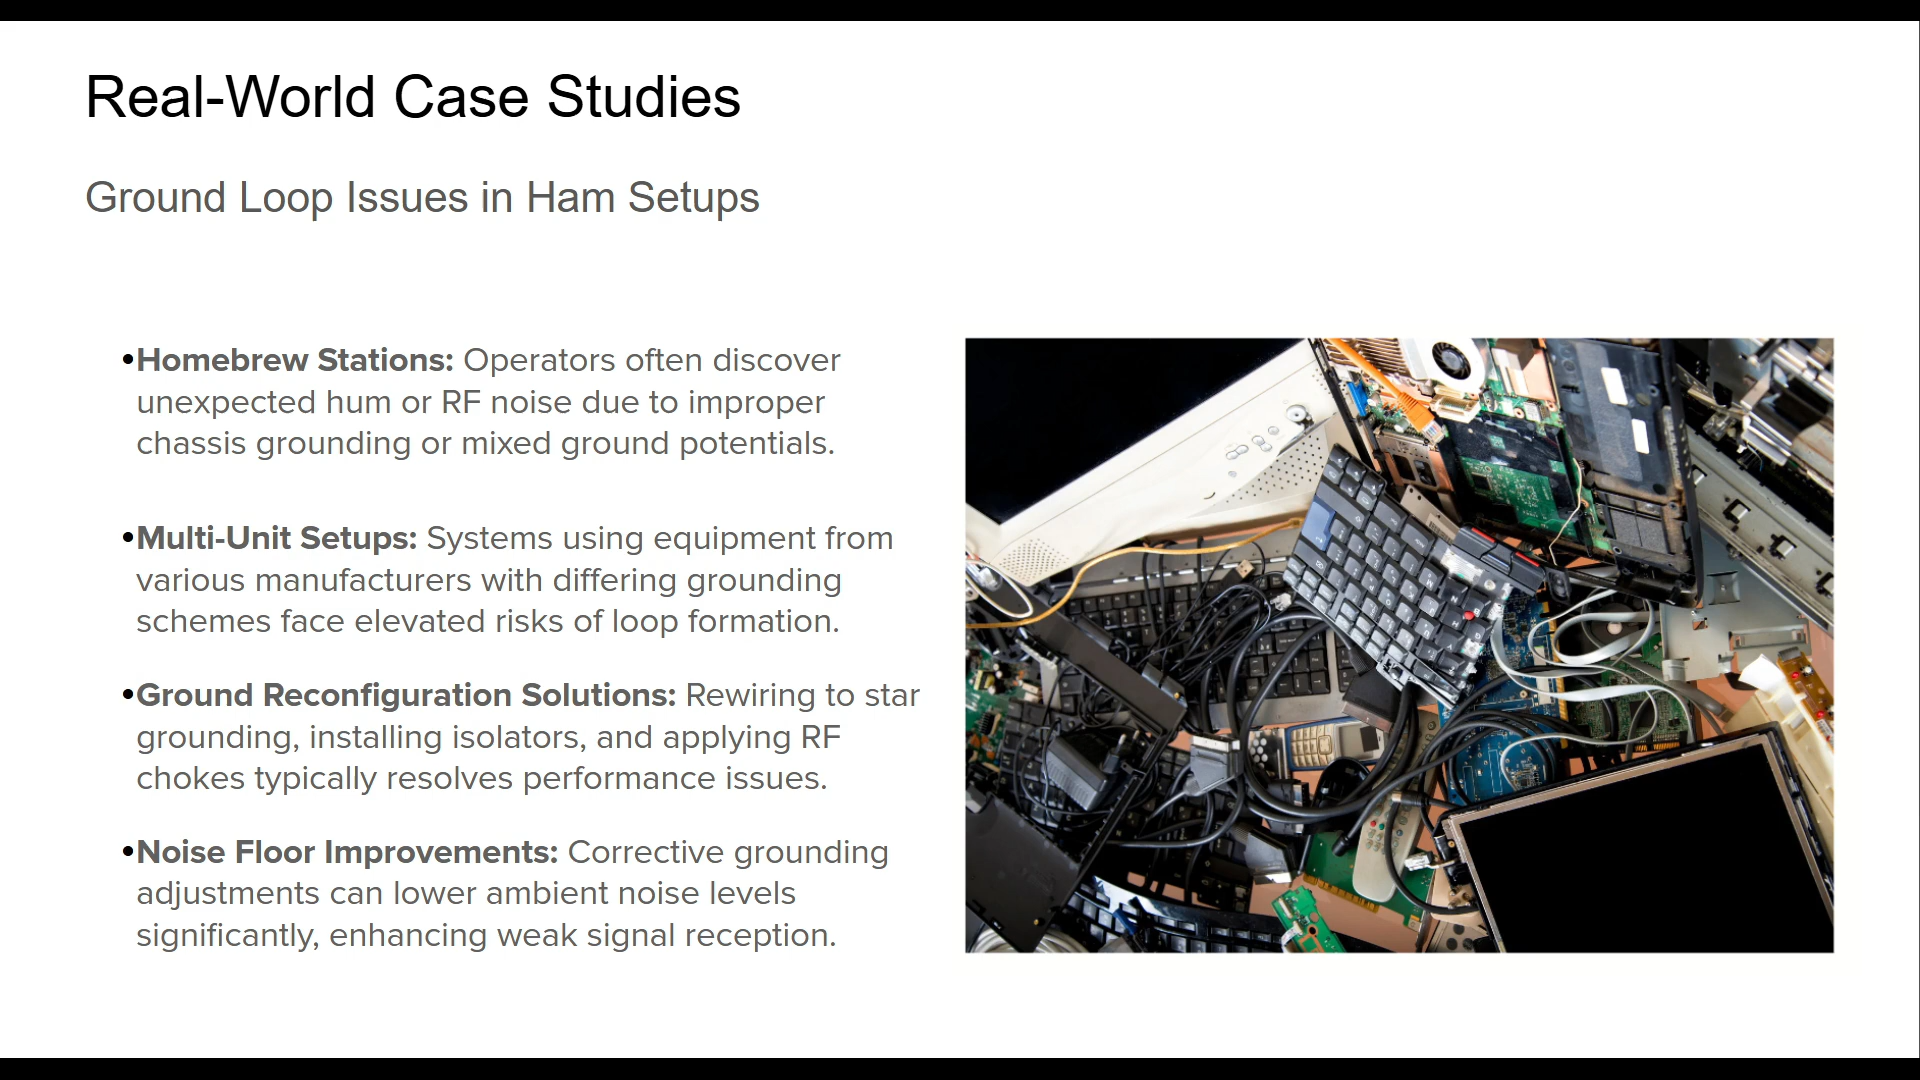 Real-World Case Studies
Ground Loop Issues in Ham Setups
•Homebrew Stations: Operators often discover
unexpected hum or RF noise due to improper
chassis grounding or mixed ground potentials.
•Multi-Unit Setups: Systems using equipment from
various manufacturers with differing grounding
schemes face elevated risks of loop formation.
•Ground Reconfiguration Solutions: Rewiring to star
grounding, installing isolators, and applying RF
chokes typically resolves performance issues.
•Noise Floor Improvements: Corrective grounding
adjustments can lower ambient noise levels
significantly, enhancing weak signal reception.